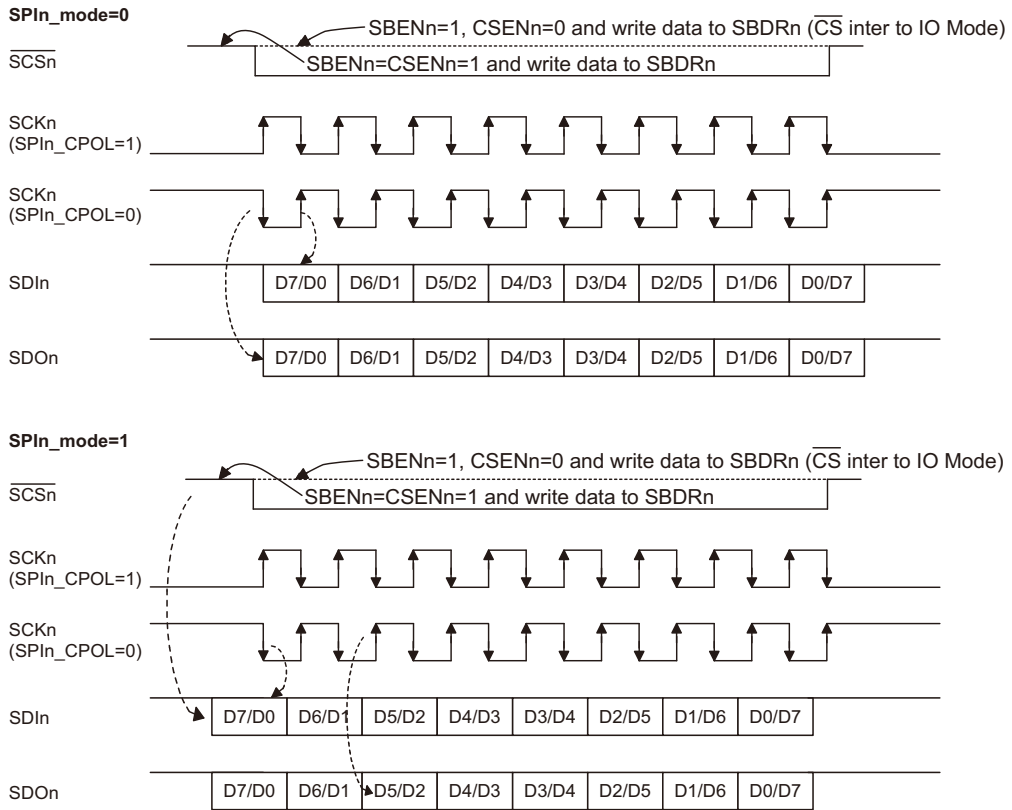 SPIn_mode=0
SBENn=1, CSENn=0 and write data to SBDRn (CS inter to IO Mode)
SCSn
SBENn=CSENn=1 and write data to SBDRn
SCKn
(SPIn_CPOL=1)
SCKn
(SPIn_CPOL=0)
SDIn D7/D0 D6/D1 D5/D2 D4/D3 D3/D4 D2/D5 D1/D6 D0/D7
SDOn D7/D0 D6/D1 D5/D2 D4/D3 D3/D4 D2/D5 D1/D6 D0/D7
SPIn_mode=1
SBENn=1, CSENn=0 and write data to SBDRn (CS inter to IO Mode)
SCSn
SBENn=CSENn=1 and write data to SBDRn
SCKn
(SPIn_CPOL=1)
SCKn
(SPIn_CPOL=0)
SDIn D7/D0 D6/D1 D5/D2 D4/D3 D3/D4 D2/D5 D1/D6 D0/D7
SDOn D7/D0 D6/D1 D5/D2 D4/D3 D3/D4 D2/D5 D1/D6 D0/D7